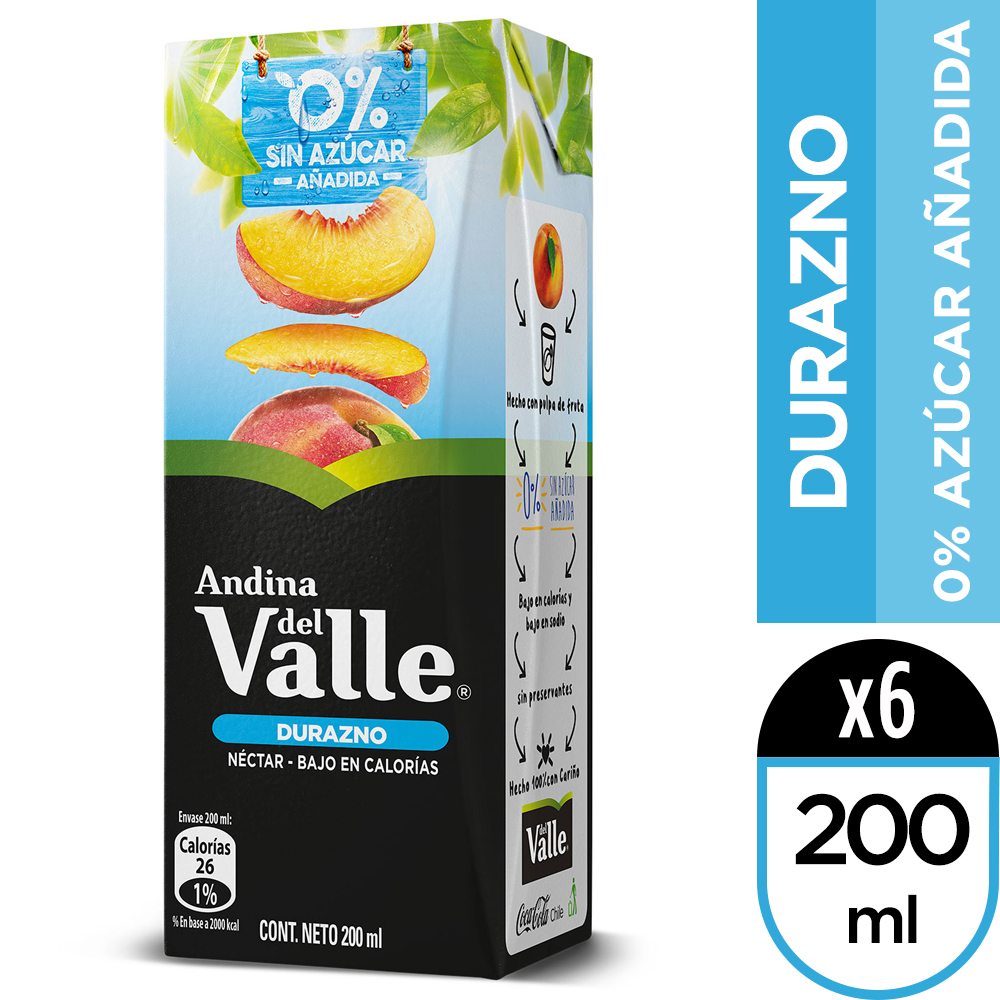 0%
SIN AZÚCAR
AÑADIDA
Hecho con pulpa de fruta
0% SIN AZÚCAR
AÑADIDA
Bajo en calorías y
bajo en sodio
sin preservantes
Hecho 100% con Cariño
del
Valle
Coca-Cola Chile
Andina
del
Valle®
DURAZNO
NÉCTAR - BAJO EN CALORÍAS
Envase 200 ml:
Calorías
26
1%
% En base a 2000 kcal
CONT. NETO 200 ml
DURAZNO
0% AZÚCAR AÑADIDA
x6
200
ml